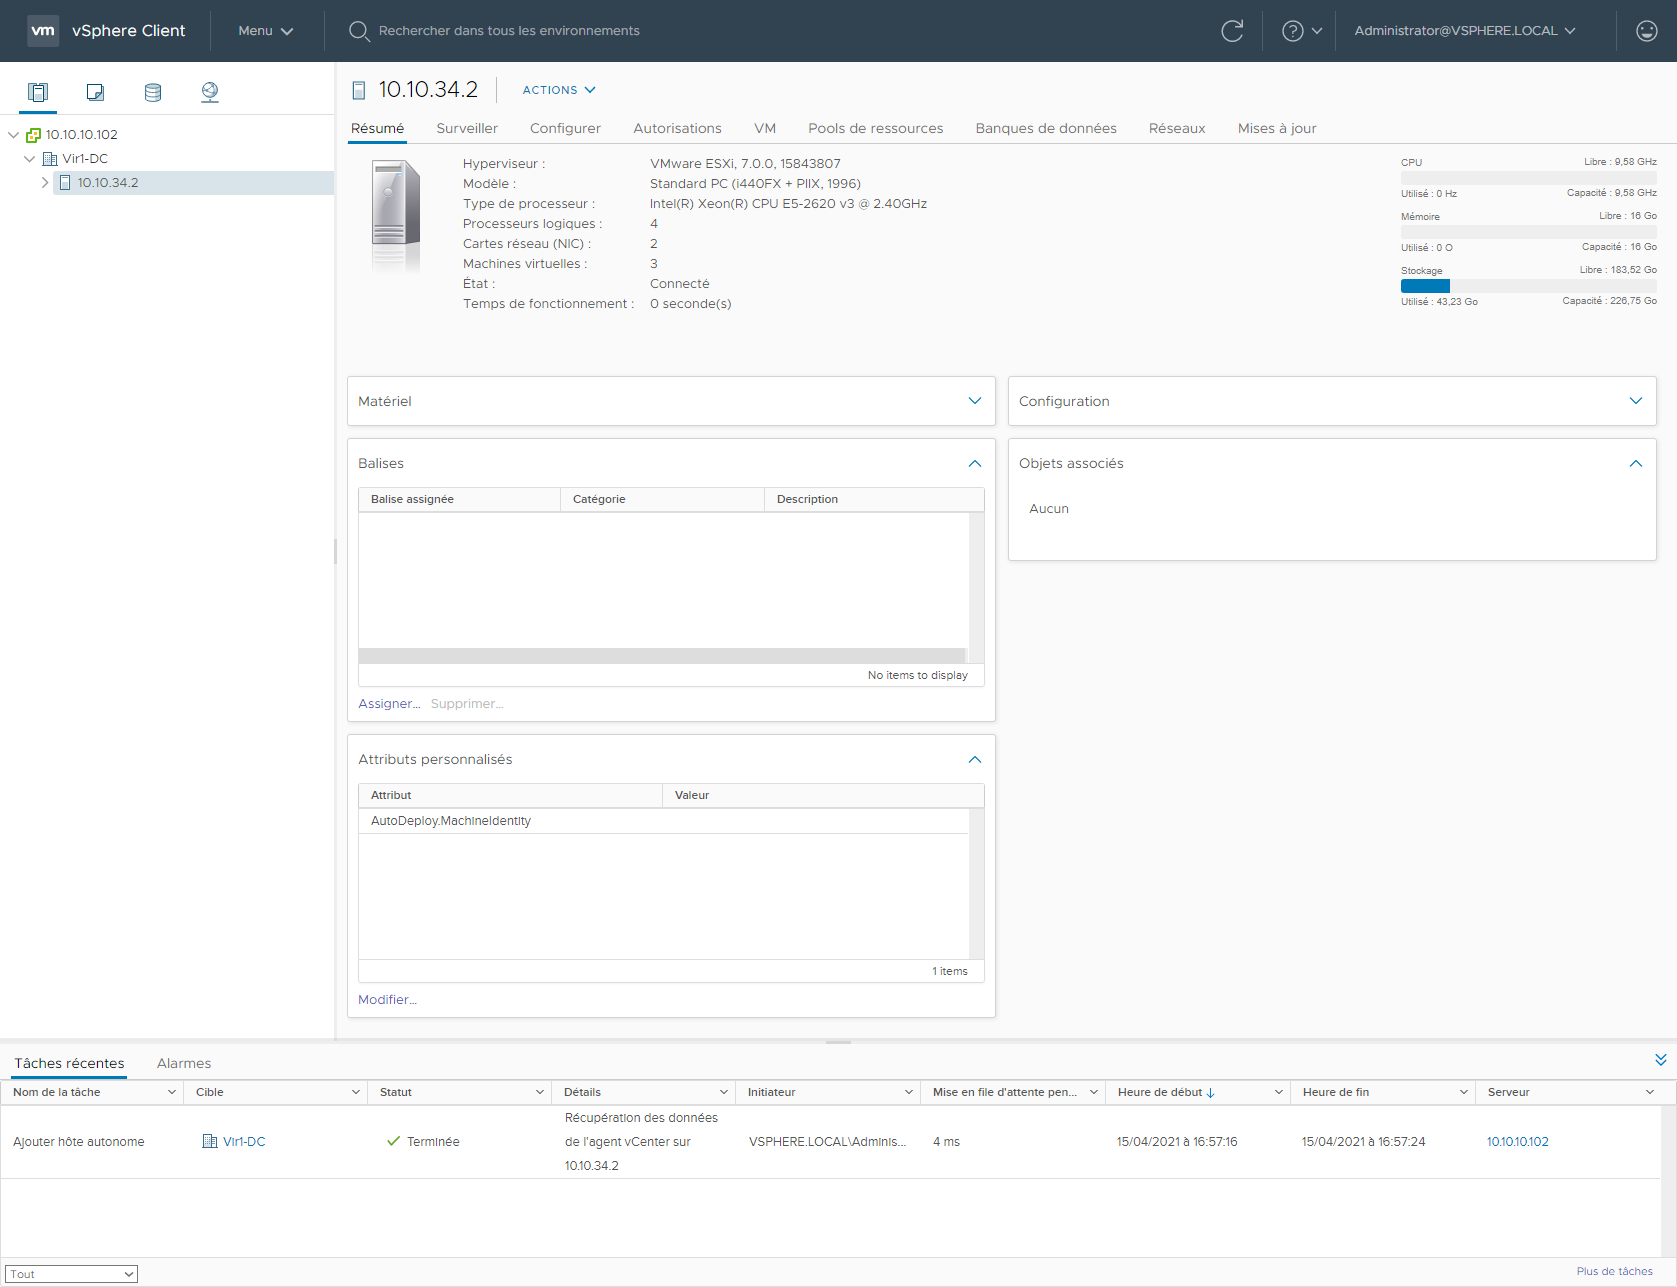 vm vSphere Client Menu Rechercher dans tous les environnements Administrator@VSPHERE.LOCAL
10.10.10.102
Vir1-DC
10.10.34.2
10.10.34.2 ACTIONS
Résumé Surveiller Configurer Autorisations VM Pools de ressources Banques de données Réseaux Mises à jour
Hyperviseur : VMware ESXi, 7.0.0, 15843807
Modèle : Standard PC (i440FX + PIIX, 1996)
Type de processeur : Intel(R) Xeon(R) CPU E5-2620 v3 @ 2.40GHz
Processeurs logiques : 4
Cartes réseau (NIC) : 2
Machines virtuelles : 3
État : Connecté
Temps de fonctionnement : 0 seconde(s)
CPU Libre : 9,58 GHz
Utilisé : 0 Hz Capacité : 9,58 GHz
Mémoire Libre : 16 Go
Utilisé : 0 O Capacité : 16 Go
Stockage Libre : 183,52 Go
Utilisé : 43,23 Go Capacité : 226,75 Go
Matériel
Configuration
Balises
Balise assignée Catégorie Description
No items to display
Assigner... Supprimer...
Objets associés
Aucun
Attributs personnalisés
Attribut Valeur
AutoDeploy.MachineIdentity
1 items
Modifier...
Tâches récentes Alarmes
Nom de la tâche Cible Statut Détails Initiateur Mise en file d'attente pen... Heure de début Heure de fin Serveur
Ajouter hôte autonome Vir1-DC Terminée Récupération des données
de l'agent vCenter sur
10.10.34.2 VSPHERE.LOCAL\Adminis... 4 ms 15/04/2021 à 16:57:16 15/04/2021 à 16:57:24 10.10.10.102
Tout Plus de tâches